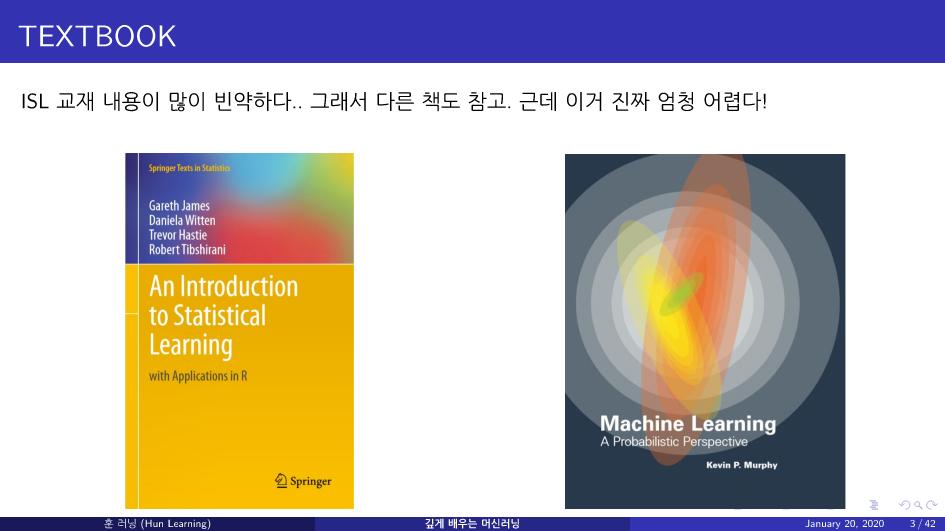 TEXTBOOK
ISL 교재 내용이 많이 빈약하다.. 그래서 다른 책도 참고. 근데 이거 진짜 엄청 어렵다!
Springer Texts in Statistics
Gareth James
Daniela Witten
Trevor Hastie
Robert Tibshirani
An Introduction
to Statistical
Learning
with Applications in R
Springer
Machine Learning
A Probabilistic Perspective
Kevin P. Murphy
훈 러닝 (Hun Learning)
깊게 배우는 머신러닝
January 20, 2020
3 / 42